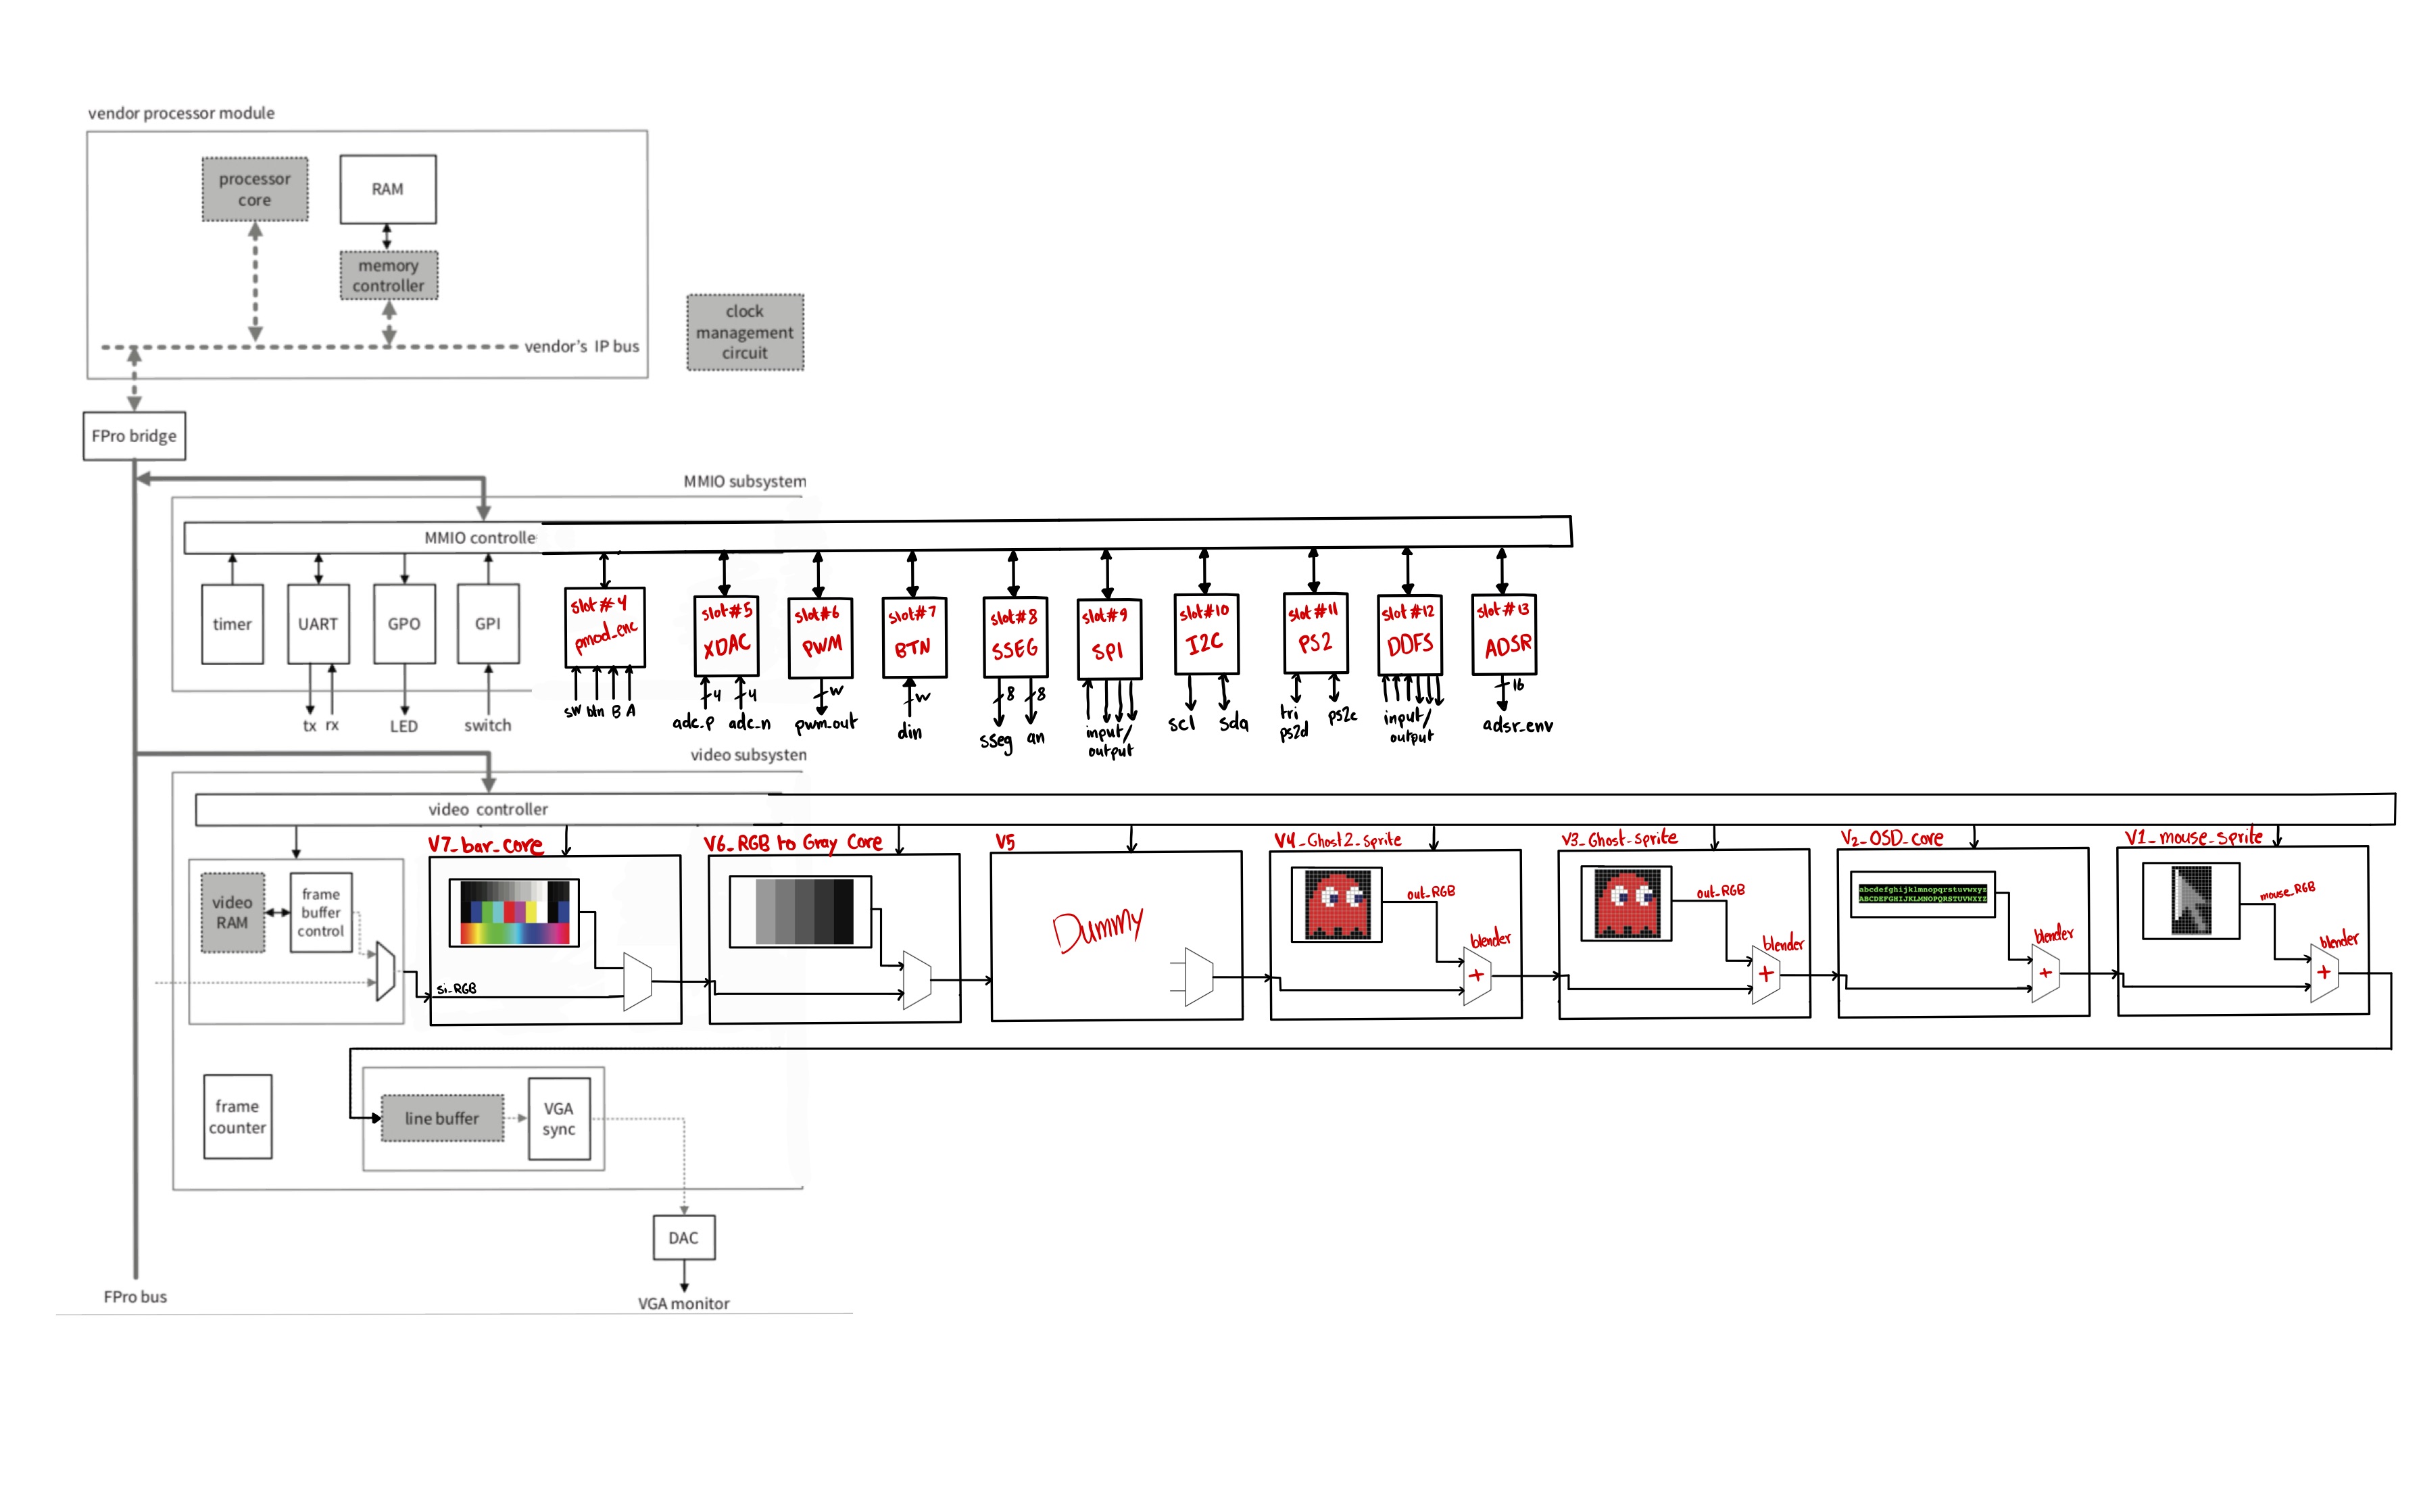 vendor processor module
processor
core
RAM
memory
controller
vendor's IP bus
clock
management
circuit
FPro bridge
MMIO subsystem
MMIO controlle
timer
UART
GPO
GPI
slot #4
pmod_enc
slot#5
XDAC
slot#6
PWM
slot#7
BTN
slot#8
SSEG
slot#9
SPI
slot#10
I2C
slot#11
PS2
slot#12
DDFS
slot#13
ADSR
tx rx
LED
switch
sw btn B A
4 4
adc_p adc_n
w
pwm_out
w
din
8 8
sseg an
input/
output
scl sda
tri
ps2d
ps2c
input/
output
16
adsr_env
video subsystem
video controller
V7_bar_core
V6_RGB to Gray Core
V5
V4_Ghost2_sprite
V3_Ghost_sprite
V2_OSD_core
V1_mouse_sprite
video
RAM
frame
buffer
control
si_RGB
Dummy
out_RGB
blender
+
out_RGB
blender
+
abcdefghijklmnopqrstuvwxyz
ABCDEFGHIJKLMNOPQRSTUVWXYZ
blender
+
mouse_RGB
blender
+
frame
counter
line buffer
VGA
sync
DAC
FPro bus
VGA monitor